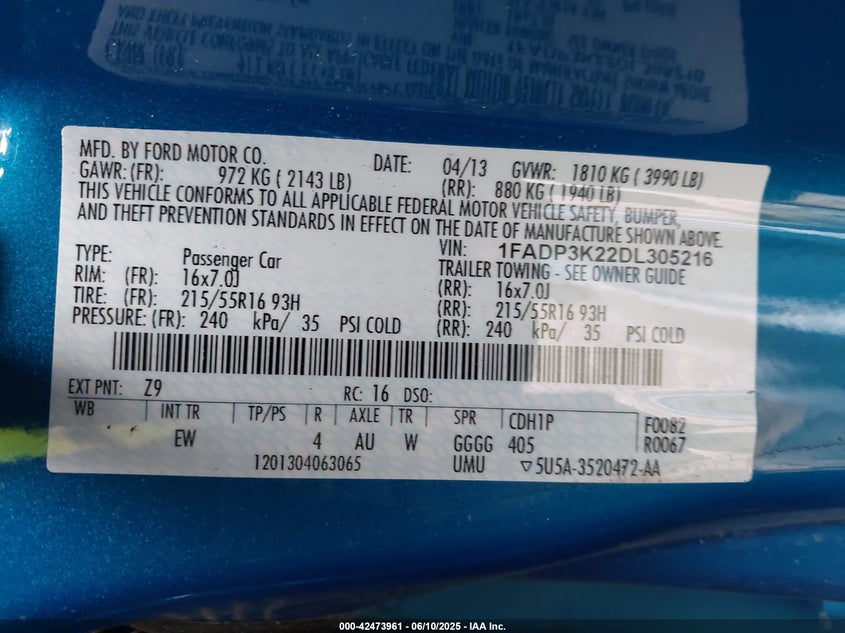 MFD. BY FORD MOTOR CO. DATE: 04/13 GVWR: 1810 KG ( 3990 LB)
GAWR: (FR): 972 KG ( 2143 LB) (RR): 880 KG ( 1940 LB)
THIS VEHICLE CONFORMS TO ALL APPLICABLE FEDERAL MOTOR VEHICLE SAFETY, BUMPER,
AND THEFT PREVENTION STANDARDS IN EFFECT ON THE DATE OF MANUFACTURE SHOWN ABOVE.
VIN: 1FADP3K22DL305216
TYPE: Passenger Car TRAILER TOWING - SEE OWNER GUIDE
RIM: (FR): 16x7.0J (RR): 16x7.0J
TIRE: (FR): 215/55R16 93H (RR): 215/55R16 93H
PRESSURE: (FR): 240 kPa/ 35 PSI COLD (RR): 240 kPa/ 35 PSI COLD
EXT PNT: Z9 RC: 16 DSO:
WB INT TR TP/PS R AXLE TR SPR CDH1P F0082
EW 4 AU W GGGG 405 R0067
1201304063065 UMU ▽5U5A-3520472-AA
000-42473961 - 06/10/2025 - IAA Inc.